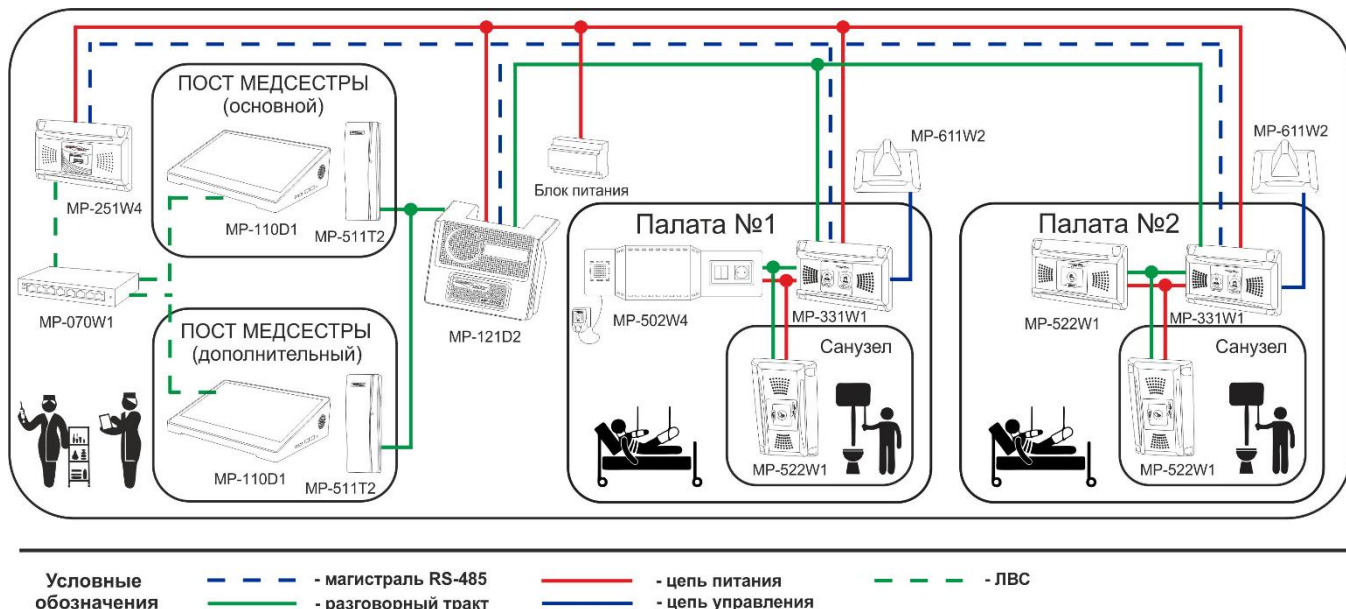 ПОСТ МЕДСЕСТРЫ
(основной)
MP-251W4
MP-110D1
MP-511T2
MP-070W1
ПОСТ МЕДСЕСТРЫ
(дополнительный)
MP-110D1
MP-511T2
MP-121D2
Блок питания
MP-611W2
Палата №1
MP-502W4
MP-331W1
Санузел
MP-522W1
MP-611W2
Палата №2
MP-522W1
MP-331W1
Санузел
MP-522W1
Условные
обозначения
- магистраль RS-485
- разговорный тракт
- цепь питания
- цепь управления
- ЛВС